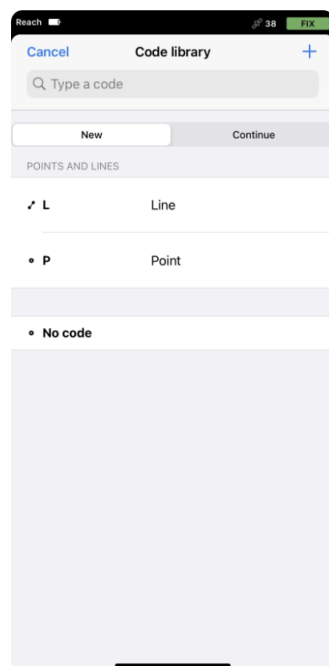 Reach 38 FIX
Cancel Code library +
Type a code
New Continue
POINTS AND LINES
L Line
P Point
No code